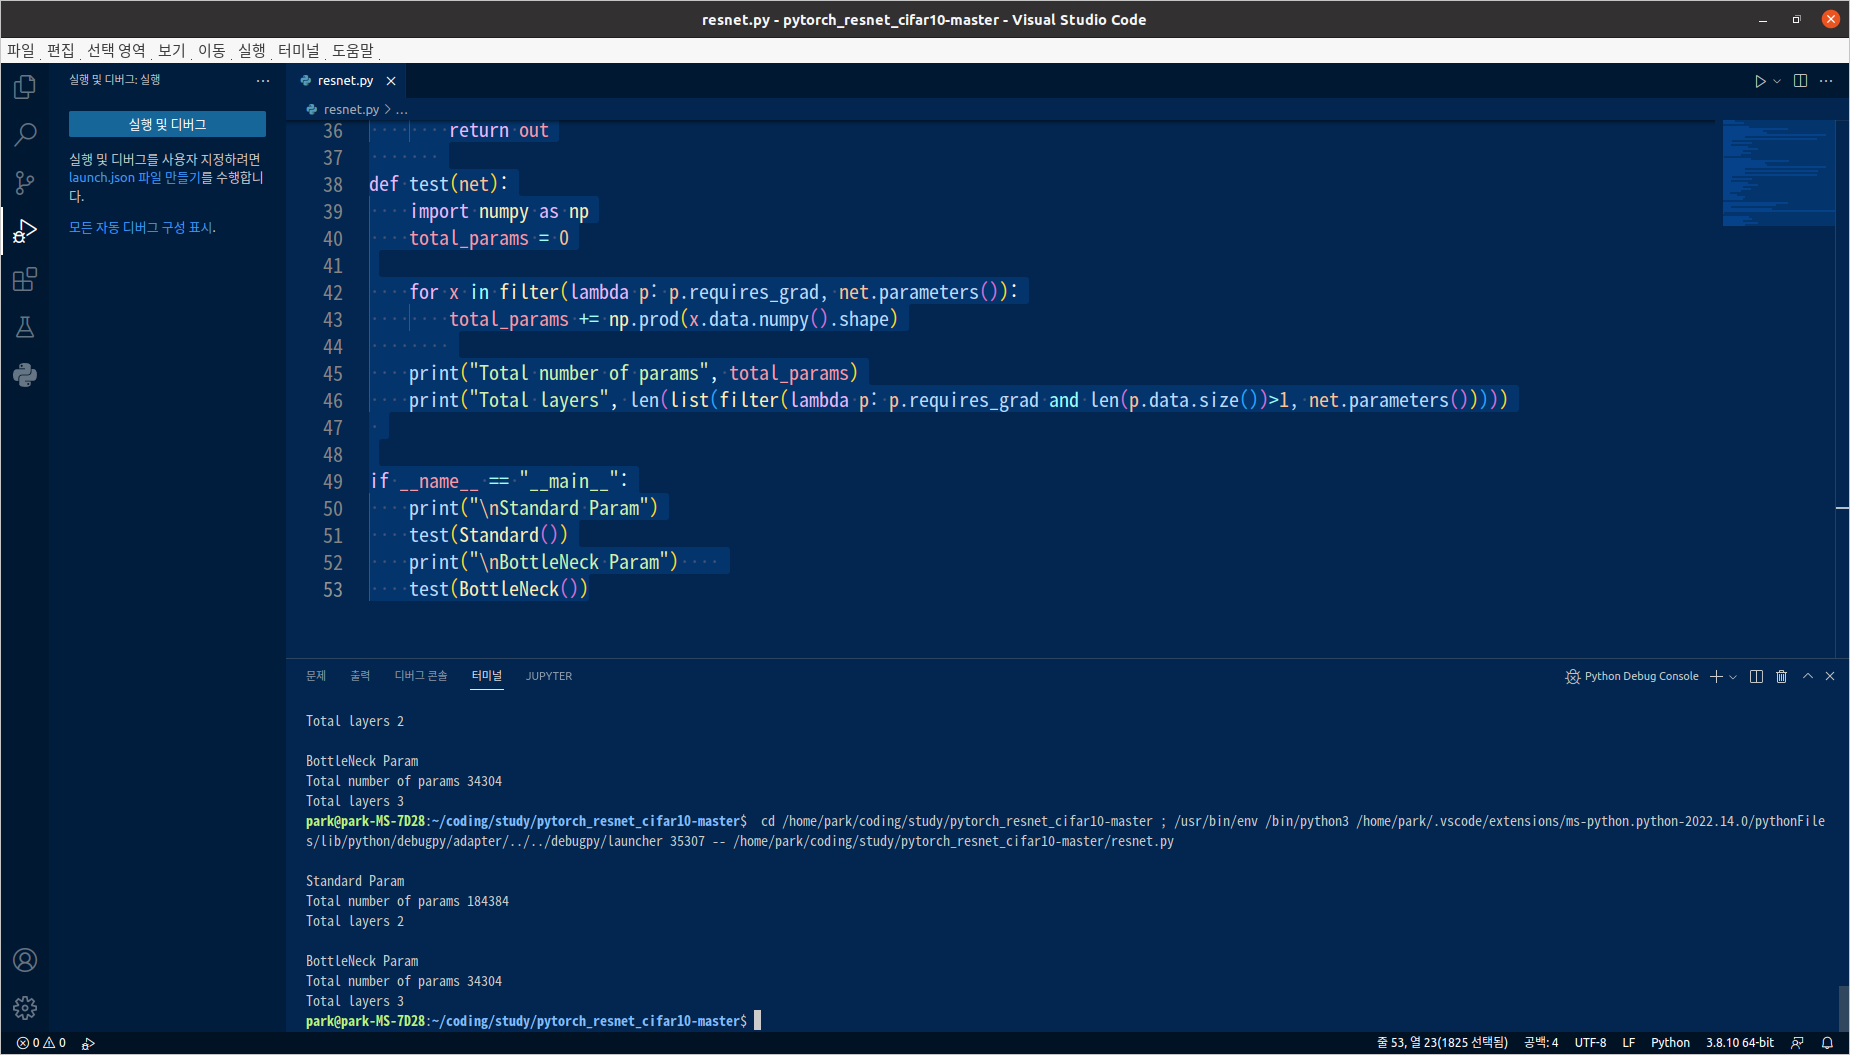 resnet.py - pytorch_resnet_cifar10-master - Visual Studio Code
파일 편집 선택 영역 보기 이동 실행 터미널 도움말
실행 및 디버그: 실행
실행 및 디버그
실행 및 디버그를 사용자 지정하려면
launch.json 파일 만들기를 수행합니
다.
모든 자동 디버그 구성 표시.
resnet.py
resnet.py > ...
36 return out
37
38 def test(net):
39 import numpy as np
40 total_params = 0
41
42 for x in filter(lambda p: p.requires_grad, net.parameters()):
43 total_params += np.prod(x.data.numpy().shape)
44
45 print("Total number of params", total_params)
46 print("Total layers", len(list(filter(lambda p: p.requires_grad and len(p.data.size())>1, net.parameters()))))
47
48
49 if __name__ == "__main__":
50 print("\nStandard Param")
51 test(Standard())
52 print("\nBottleNeck Param")
53 test(BottleNeck())
문제 출력 디버그 콘솔 터미널 JUPYTER
Python Debug Console
Total layers 2
BottleNeck Param
Total number of params 34304
Total layers 3
park@park-MS-7D28:~/coding/study/pytorch_resnet_cifar10-master$ cd /home/park/coding/study/pytorch_resnet_cifar10-master ; /usr/bin/env /bin/python3 /home/park/.vscode/extensions/ms-python.python-2022.14.0/pythonFile
s/lib/python/debugpy/adapter/../../debugpy/launcher 35307 -- /home/park/coding/study/pytorch_resnet_cifar10-master/resnet.py
Standard Param
Total number of params 184384
Total layers 2
BottleNeck Param
Total number of params 34304
Total layers 3
park@park-MS-7D28:~/coding/study/pytorch_resnet_cifar10-master$
0 0 줄 53, 열 23(1825 선택됨) 공백: 4 UTF-8 LF Python 3.8.10 64-bit